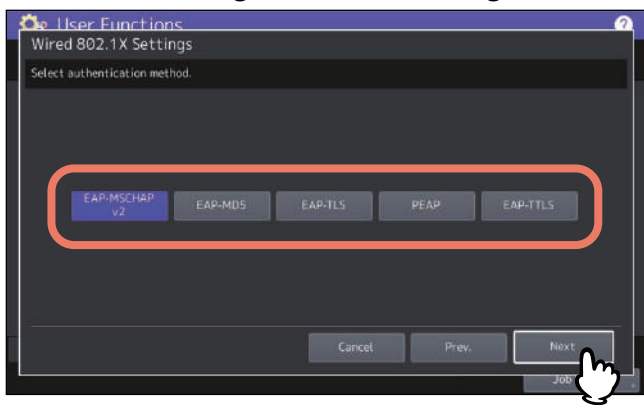 User Functions
?
Wired 802.1X Settings
Select authentication method.
EAP-MSCHAP
v2
EAP-MD5
EAP-TLS
PEAP
EAP-TTLS
Cancel
Prev.
Next
Job